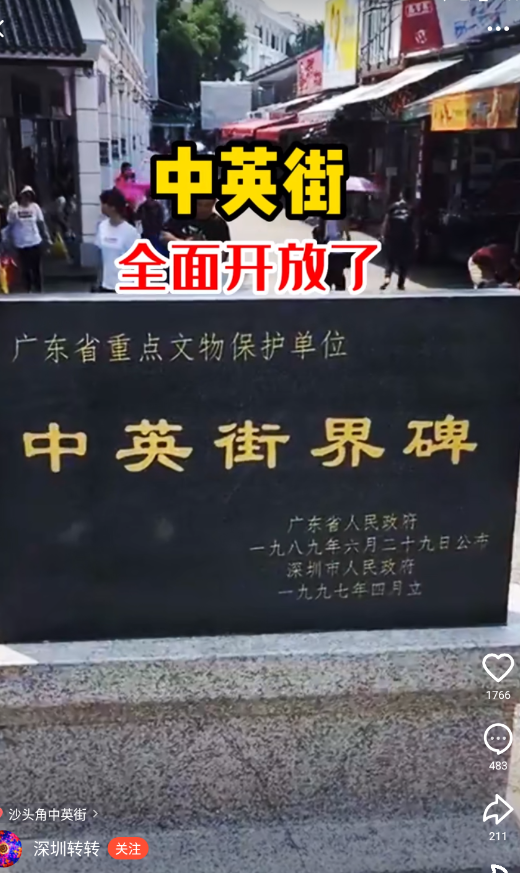 中英街
全面开放了
广东省重点文物保护单位
中英街界碑
广东省人民政府
一九八九年六月二十九日公布
深圳市人民政府
一九九七年四月立
1766
483
沙头角中英街
211
深圳转转
关注